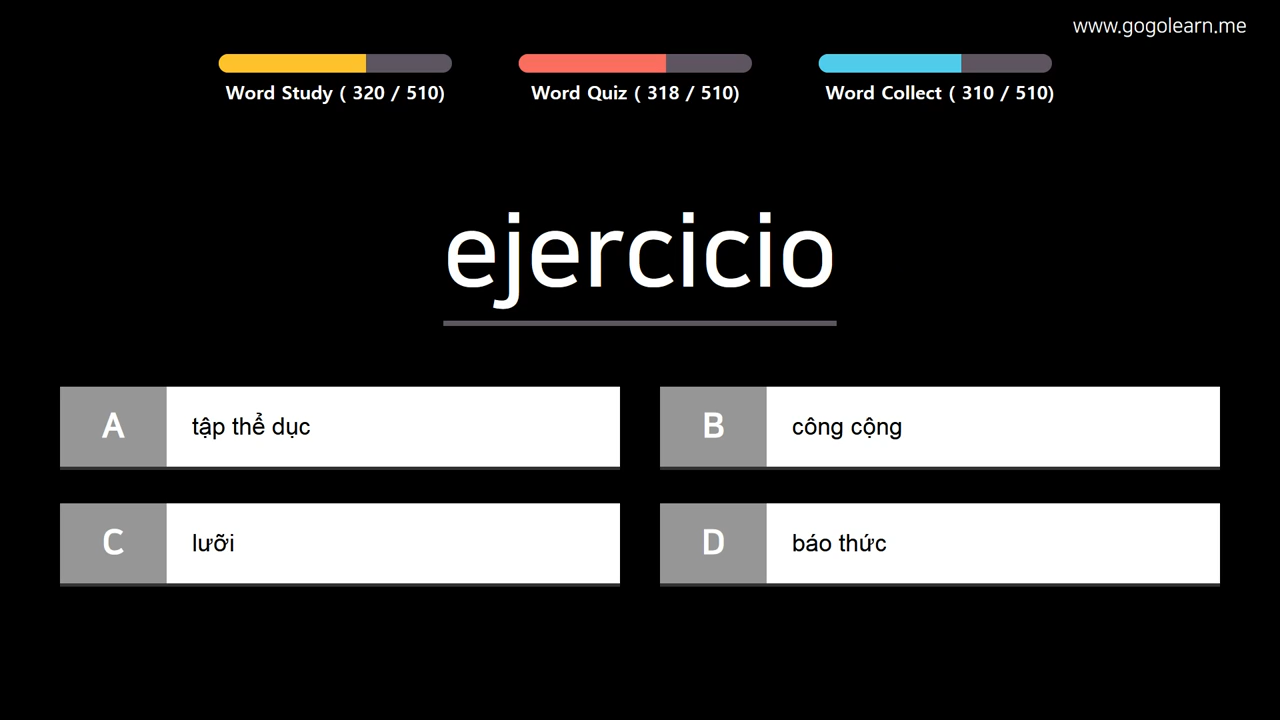 www.gogolearn.me
Word Study ( 320 / 510)
Word Quiz ( 318 / 510)
Word Collect ( 310 / 510)
ejercicio
A
tập thể dục
B
công cộng
C
lưỡi
D
báo thức